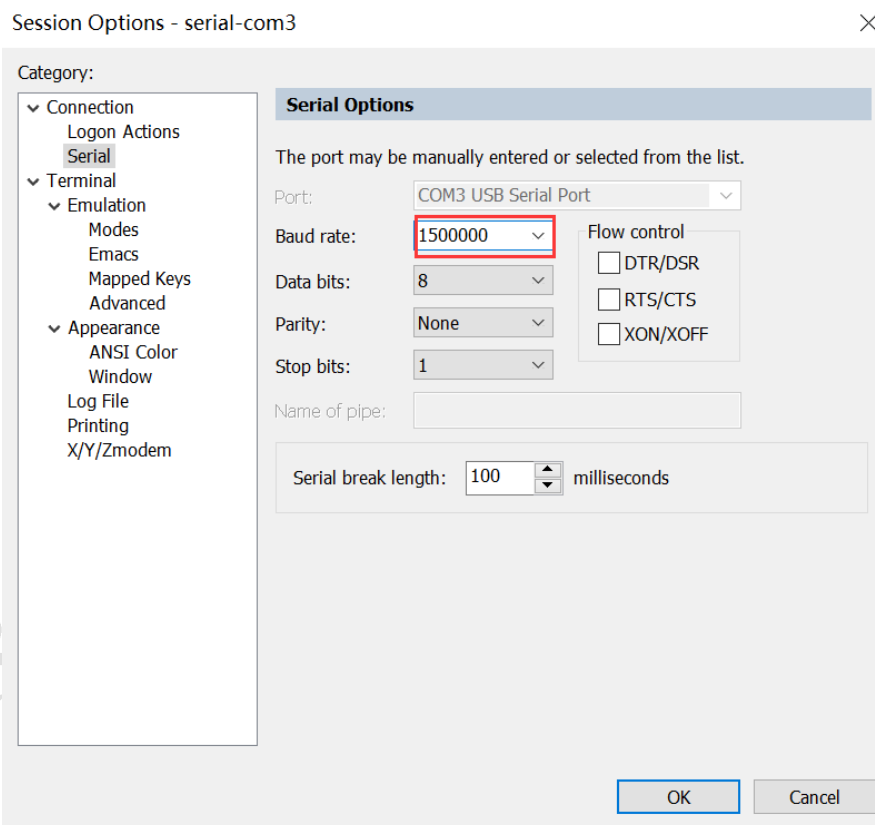 Session Options - serial-com3
Category:
Connection
Logon Actions
Serial
Terminal
Emulation
Modes
Emacs
Mapped Keys
Advanced
Appearance
ANSI Color
Window
Log File
Printing
X/Y/Zmodem
Serial Options
The port may be manually entered or selected from the list.
Port: COM3 USB Serial Port
Baud rate: 1500000
Data bits: 8
Parity: None
Stop bits: 1
Name of pipe:
Flow control
DTR/DSR
RTS/CTS
XON/XOFF
Serial break length: 100 milliseconds
OK Cancel